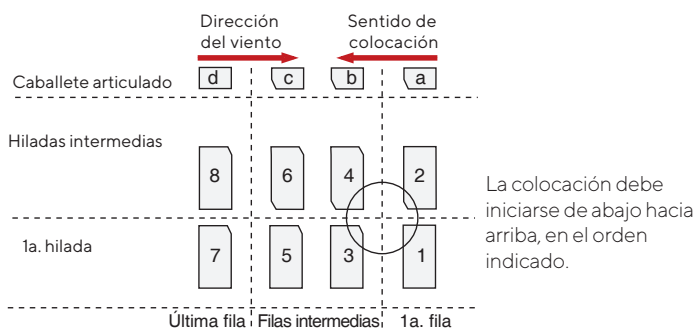 Dirección
del viento
Sentido de
colocación
Caballete articulado
d
c
b
a
Hiladas intermedias
8
6
4
2
La colocación debe
iniciarse de abajo hacia
arriba, en el orden
indicado.
1a. hilada
7
5
3
1
Última fila
Filas intermedias
1a. fila